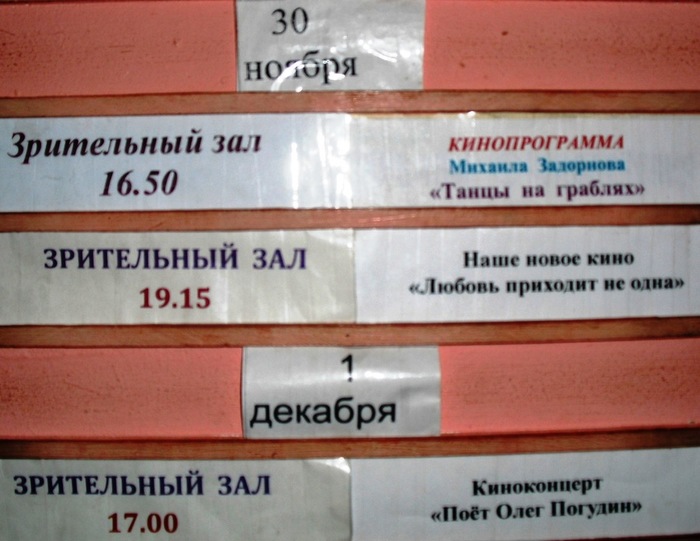 30
ноября
Зрительный зал
16.50
КИНОПРОГРАММА
Михаила Задорнова
«Танцы на граблях»
ЗРИТЕЛЬНЫЙ ЗАЛ
19.15
Наше новое кино
«Любовь приходит не одна»
1
декабря
ЗРИТЕЛЬНЫЙ ЗАЛ
17.00
Киноконцерт
«Поёт Олег Погудин»